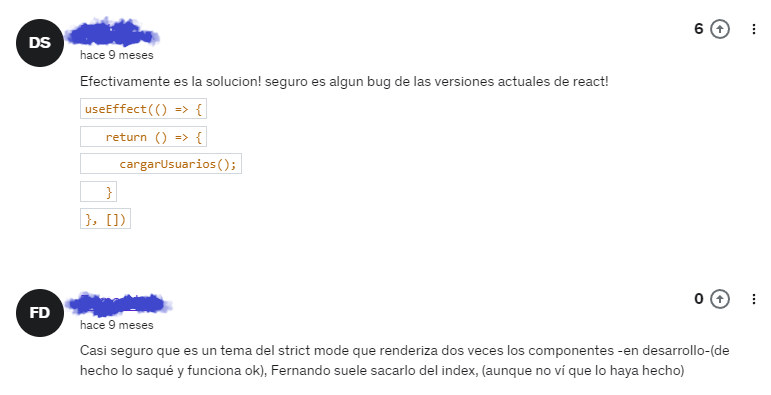 DS
6
hace 9 meses
Efectivamente es la solucion! seguro es algun bug de las versiones actuales de react!
useEffect(() => {
   return () => {
     cargarUsuarios();
   }
}, [])
FD
0
hace 9 meses
Casi seguro que es un tema del strict mode que renderiza dos veces los componentes -en desarrollo-(de
hecho lo saqué y funciona ok), Fernando suele sacarlo del index, (aunque no ví que lo haya hecho)